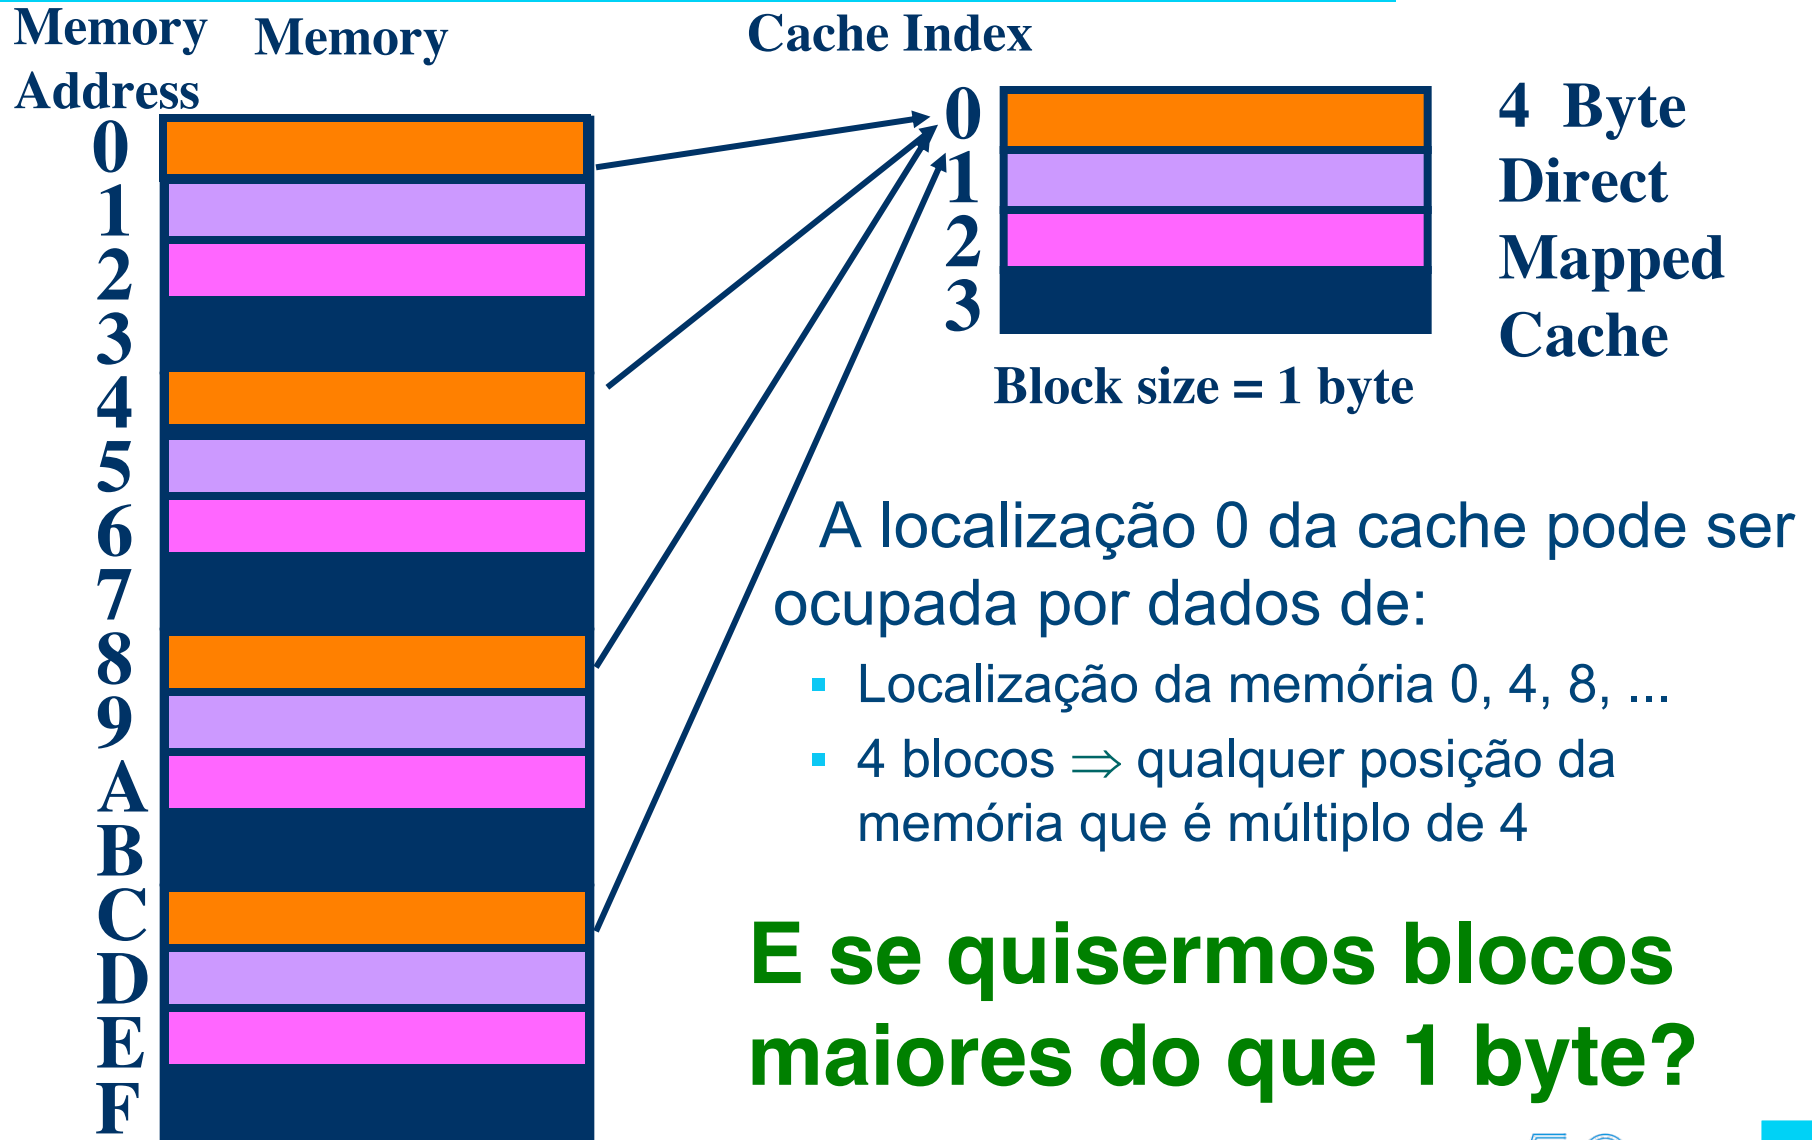 Memory Address
Memory
Cache Index
0
1
2
3
4
5
6
7
8
9
A
B
C
D
E
F
0
1
2
3
4 Byte
Direct
Mapped
Cache
Block size = 1 byte
A localização 0 da cache pode ser
ocupada por dados de:
Localização da memória 0, 4, 8, ...
4 blocos ⇒ qualquer posição da
memória que é múltiplo de 4
E se quisermos blocos
maiores do que 1 byte?